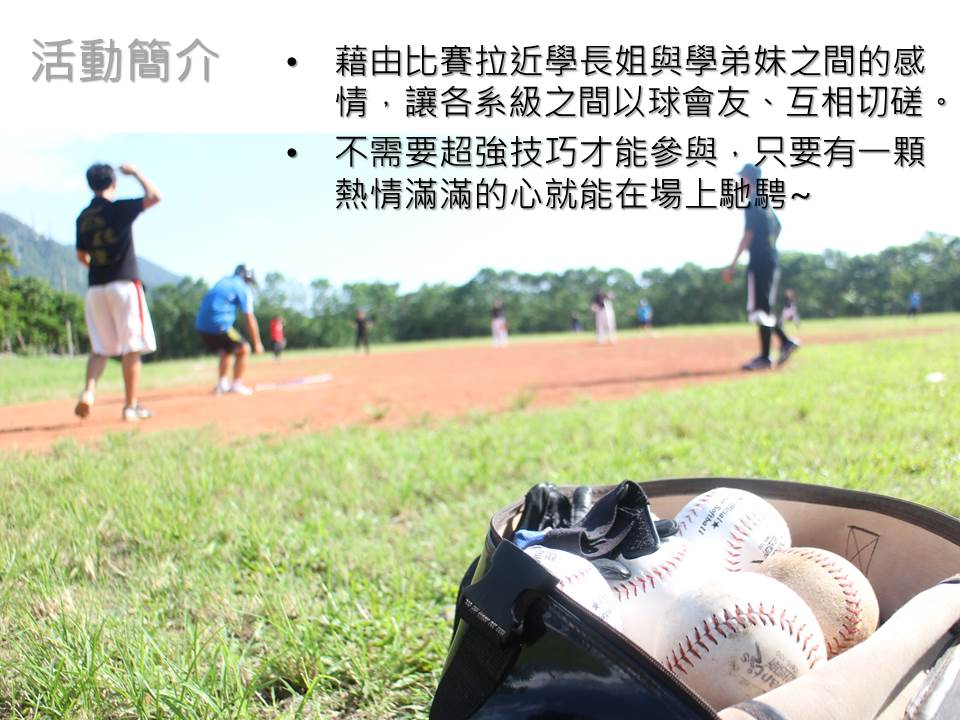 活動簡介
• 藉由比賽拉近學長姐與學弟妹之間的感
情，讓各系級之間以球會友、互相切磋。
• 不需要超強技巧才能參與，只要有一顆
熱情滿滿的心就能在場上馳騁~
Official
Softball